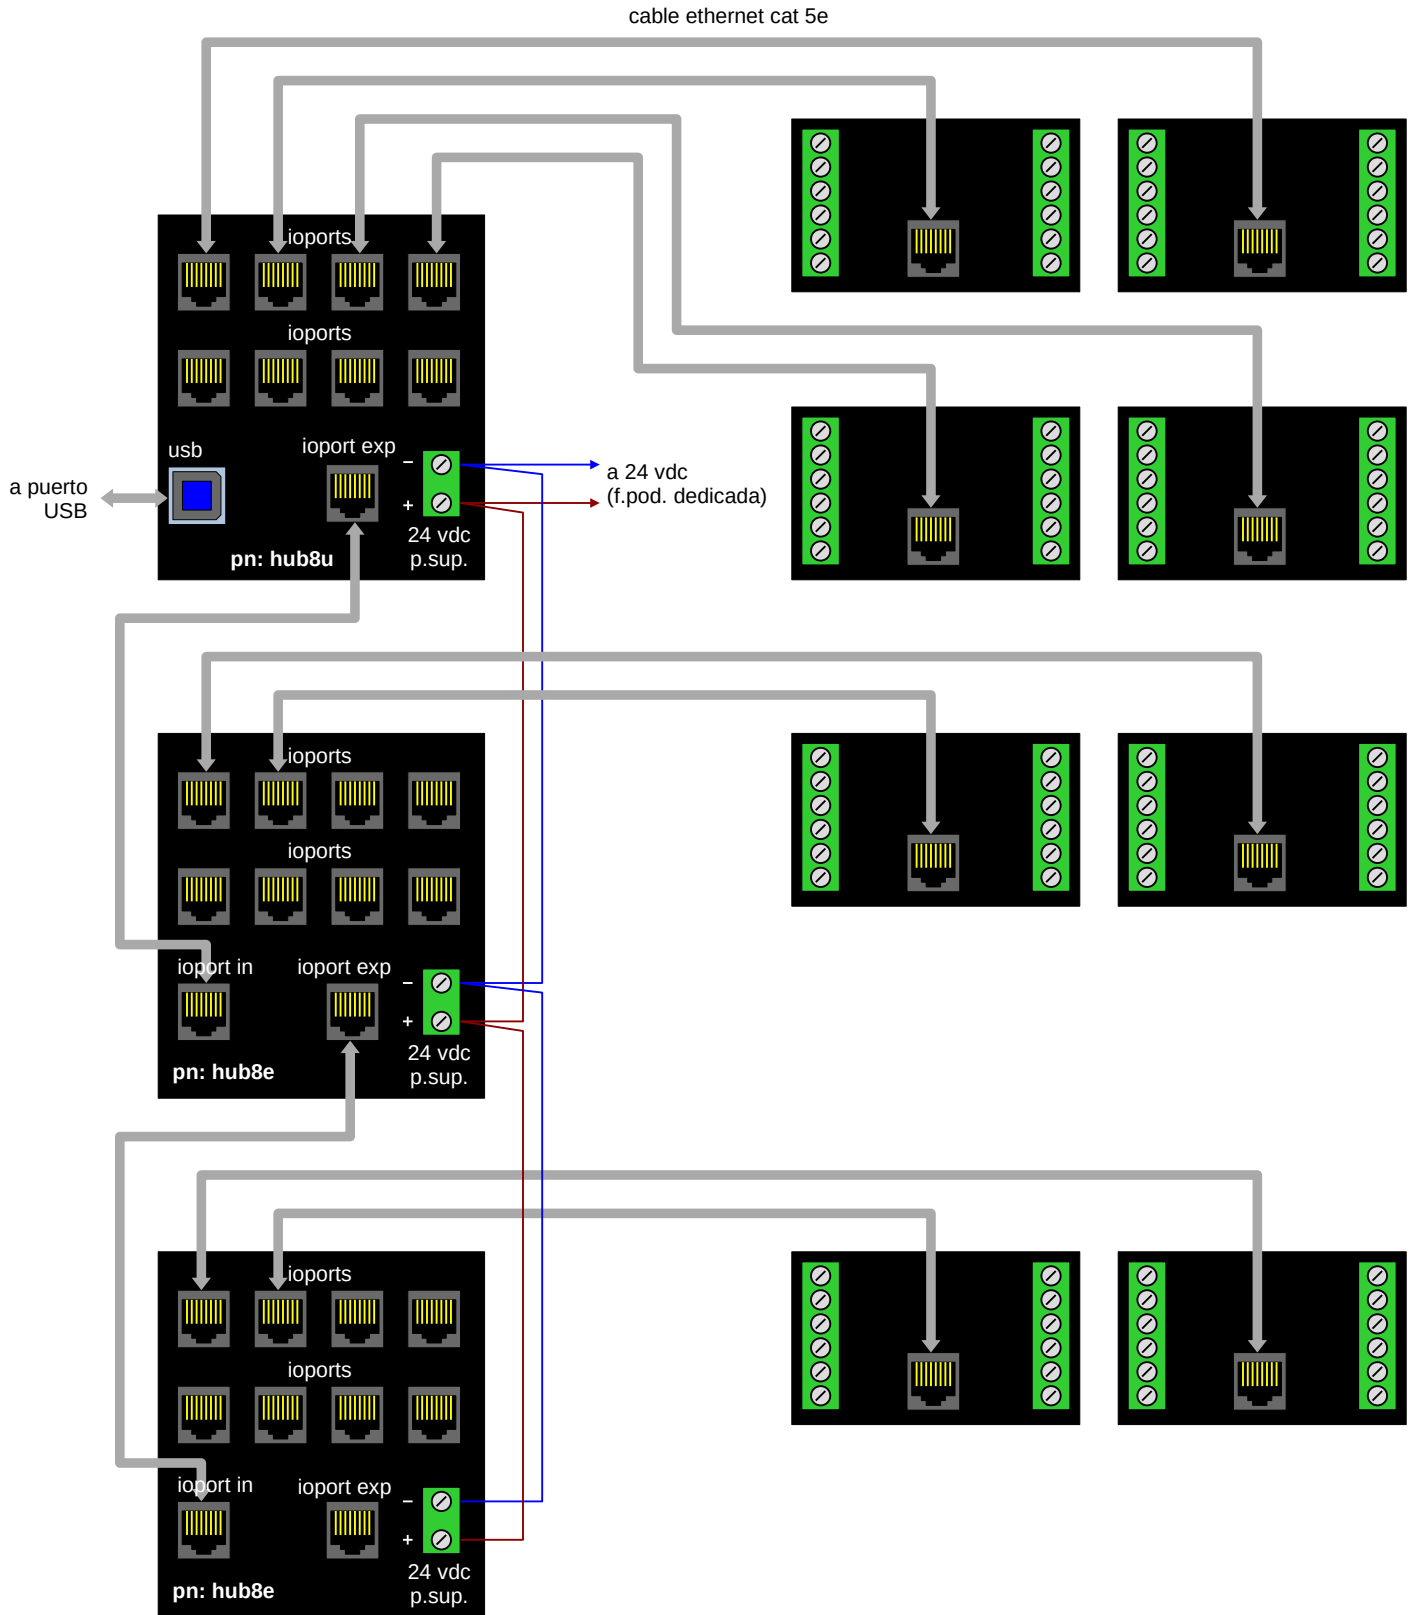 cable ethernet cat 5e
ioports
ioports
usb
ioport exp
−
+
a puerto
USB
a 24 vdc
(f.pod. dedicada)
24 vdc
p.sup.
pn: hub8u
ioports
ioports
ioport in
ioport exp
−
+
24 vdc
p.sup.
pn: hub8e
ioports
ioports
ioport in
ioport exp
−
+
24 vdc
p.sup.
pn: hub8e